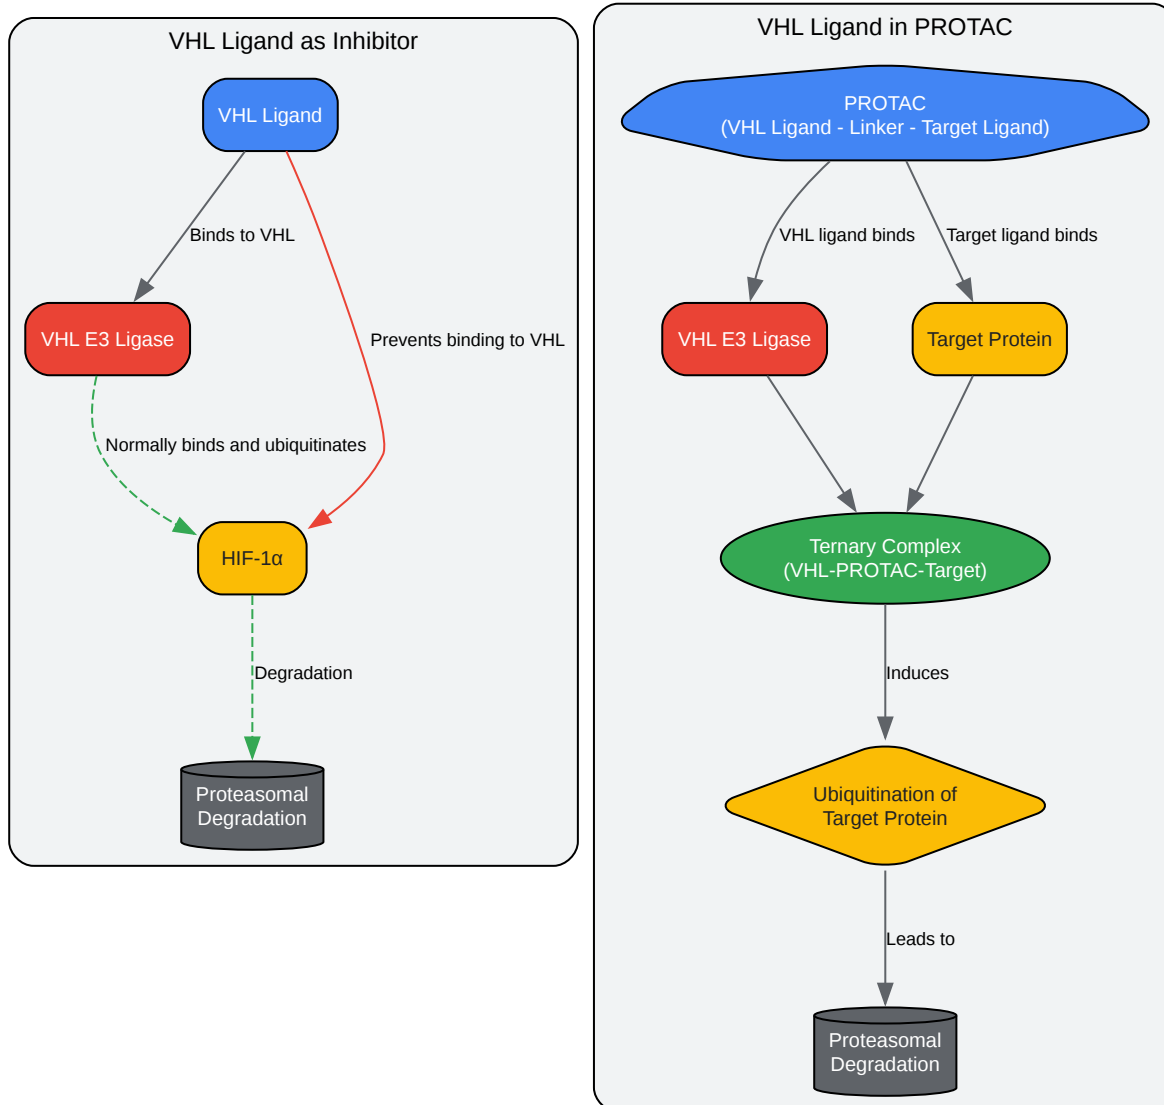 VHL Ligand as Inhibitor
VHL Ligand
Binds to VHL
VHL E3 Ligase
Prevents binding to VHL
Normally binds and ubiquitinates
HIF-1α
Degradation
Proteasomal
Degradation
VHL Ligand in PROTAC
PROTAC
(VHL Ligand - Linker - Target Ligand)
VHL ligand binds
Target ligand binds
VHL E3 Ligase
Target Protein
Ternary Complex
(VHL-PROTAC-Target)
Induces
Ubiquitination of
Target Protein
Leads to
Proteasomal
Degradation